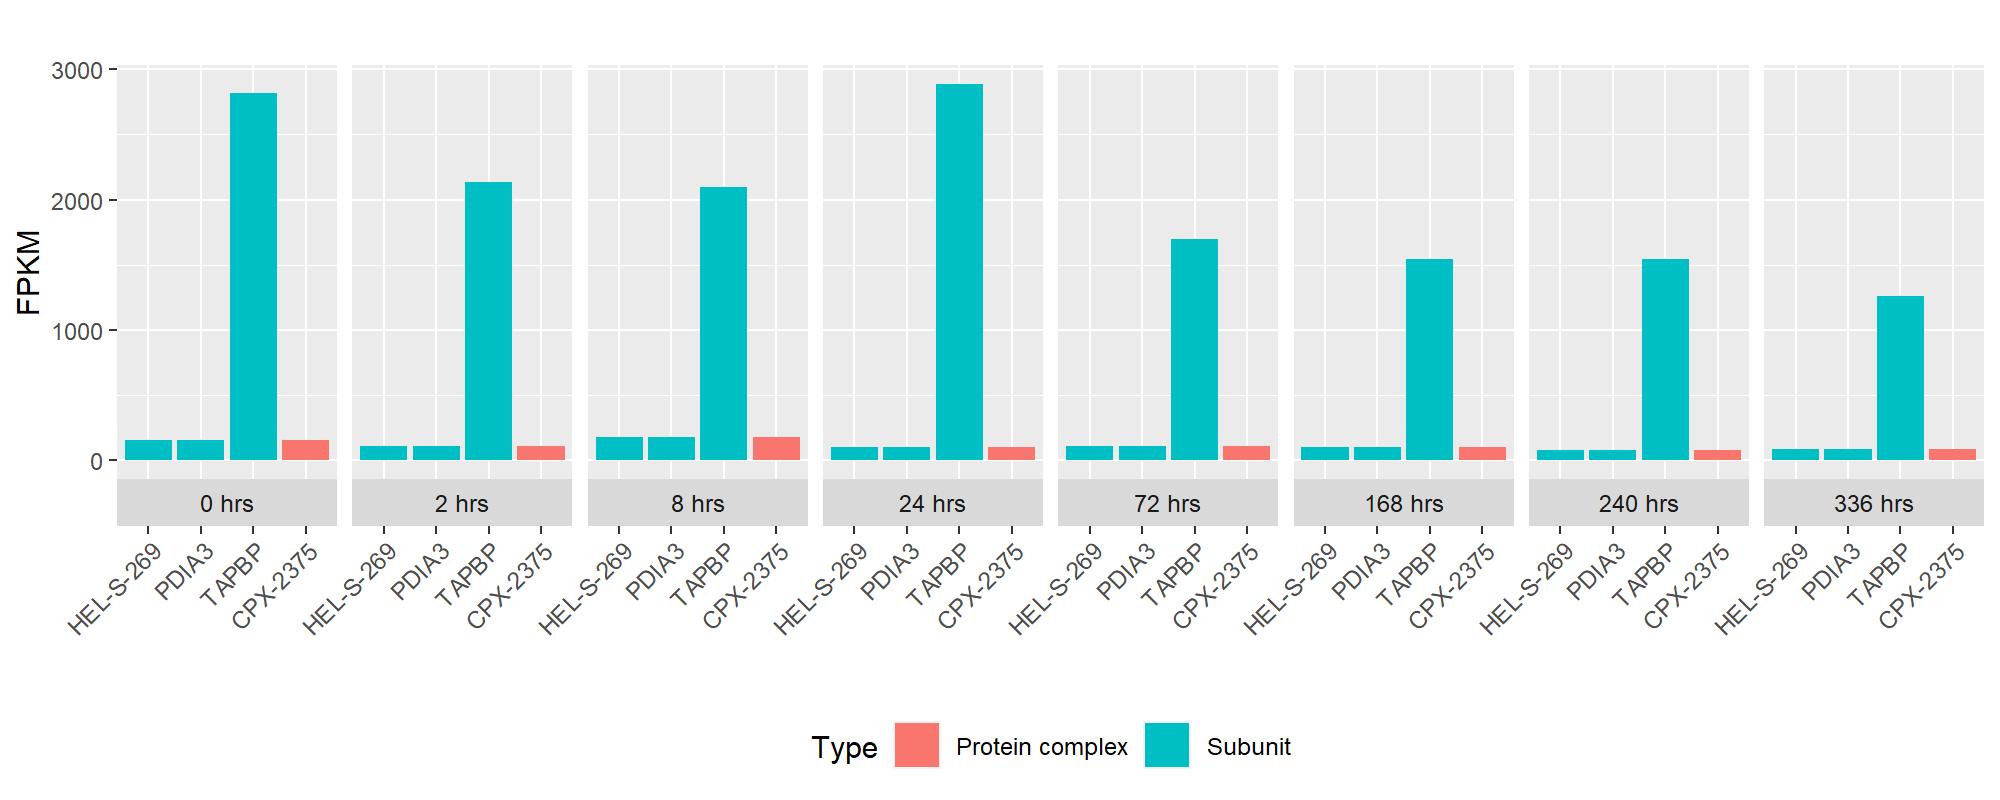 FPKM
3000
2000
1000
0
0 hrs
2 hrs
8 hrs
24 hrs
72 hrs
168 hrs
240 hrs
336 hrs
HEL-S-269
PDIA3
TAPBP
CPX-2375
HEL-S-269
PDIA3
TAPBP
CPX-2375
HEL-S-269
PDIA3
TAPBP
CPX-2375
HEL-S-269
PDIA3
TAPBP
CPX-2375
HEL-S-269
PDIA3
TAPBP
CPX-2375
HEL-S-269
PDIA3
TAPBP
CPX-2375
HEL-S-269
PDIA3
TAPBP
CPX-2375
HEL-S-269
PDIA3
TAPBP
CPX-2375
Type Protein complex Subunit